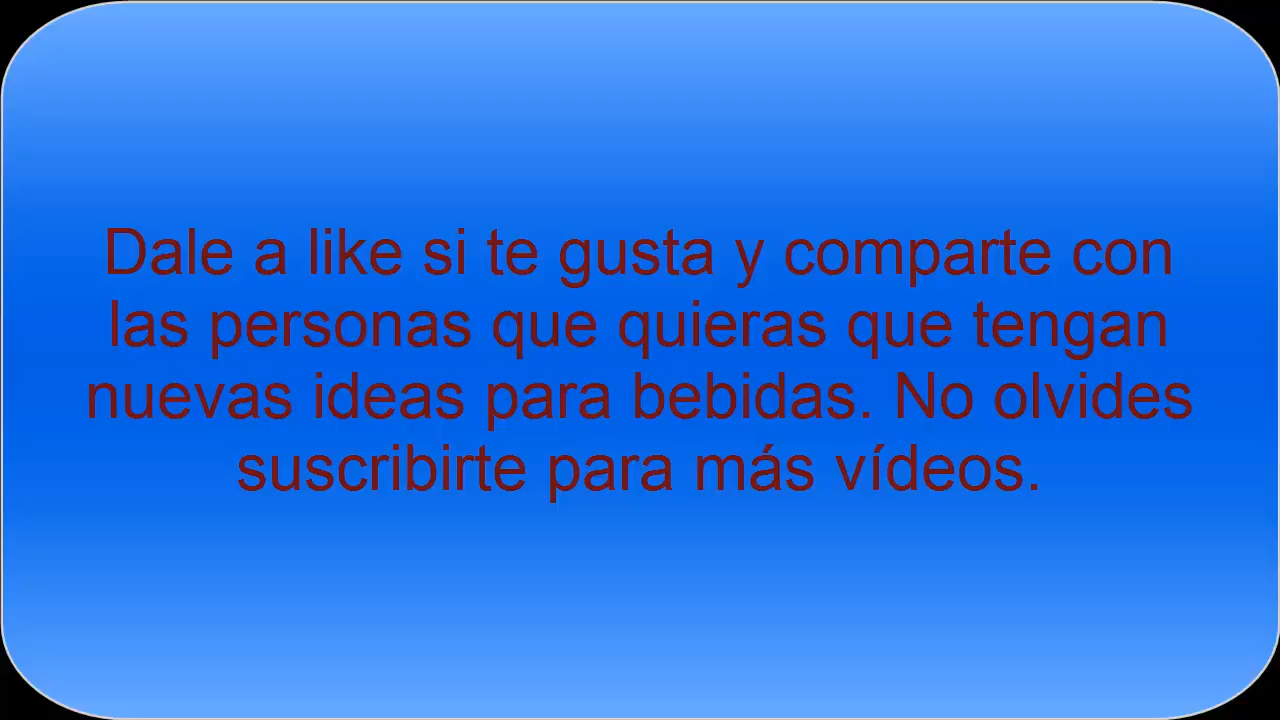 Dale a like si te gusta y comparte con
las personas que quieras que tengan
nuevas ideas para bebidas. No olvides
suscribirte para más vídeos.